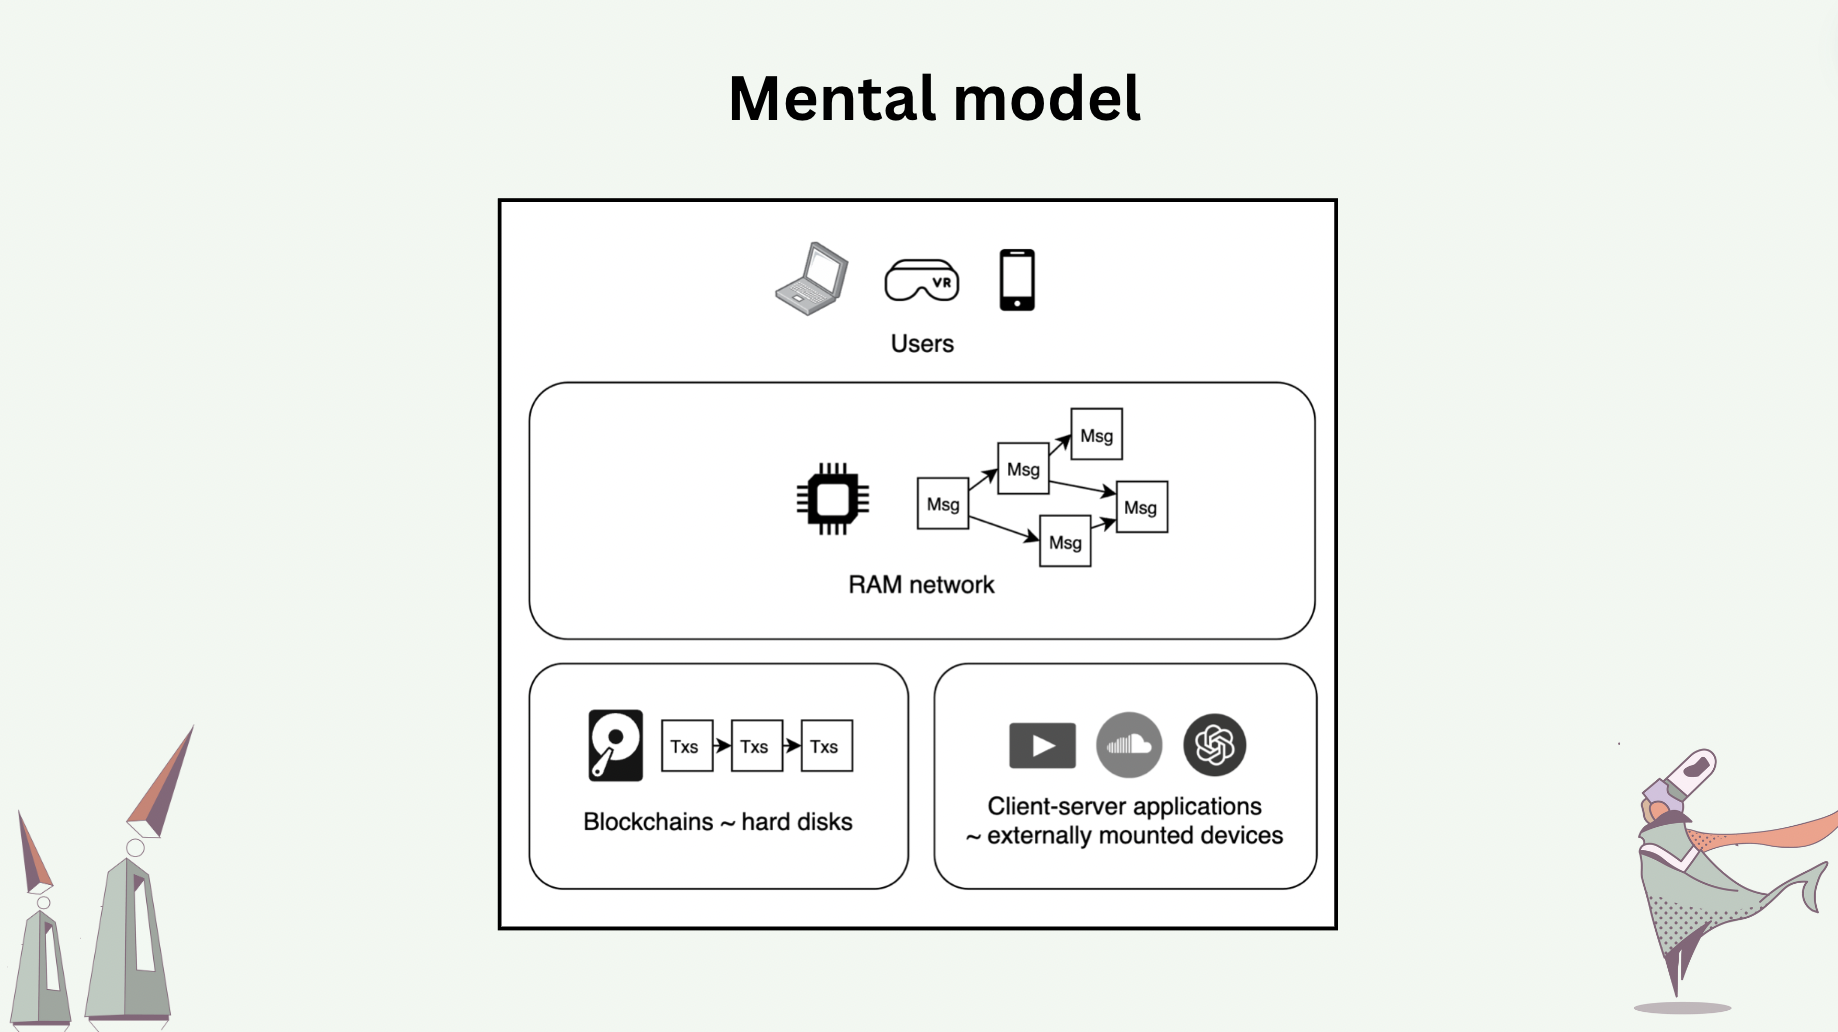 Mental model
VR
Users
Msg
Msg
Msg
Msg
Msg
RAM network
Txs
Txs
Txs
Blockchains ~ hard disks
Client-server applications
~ externally mounted devices